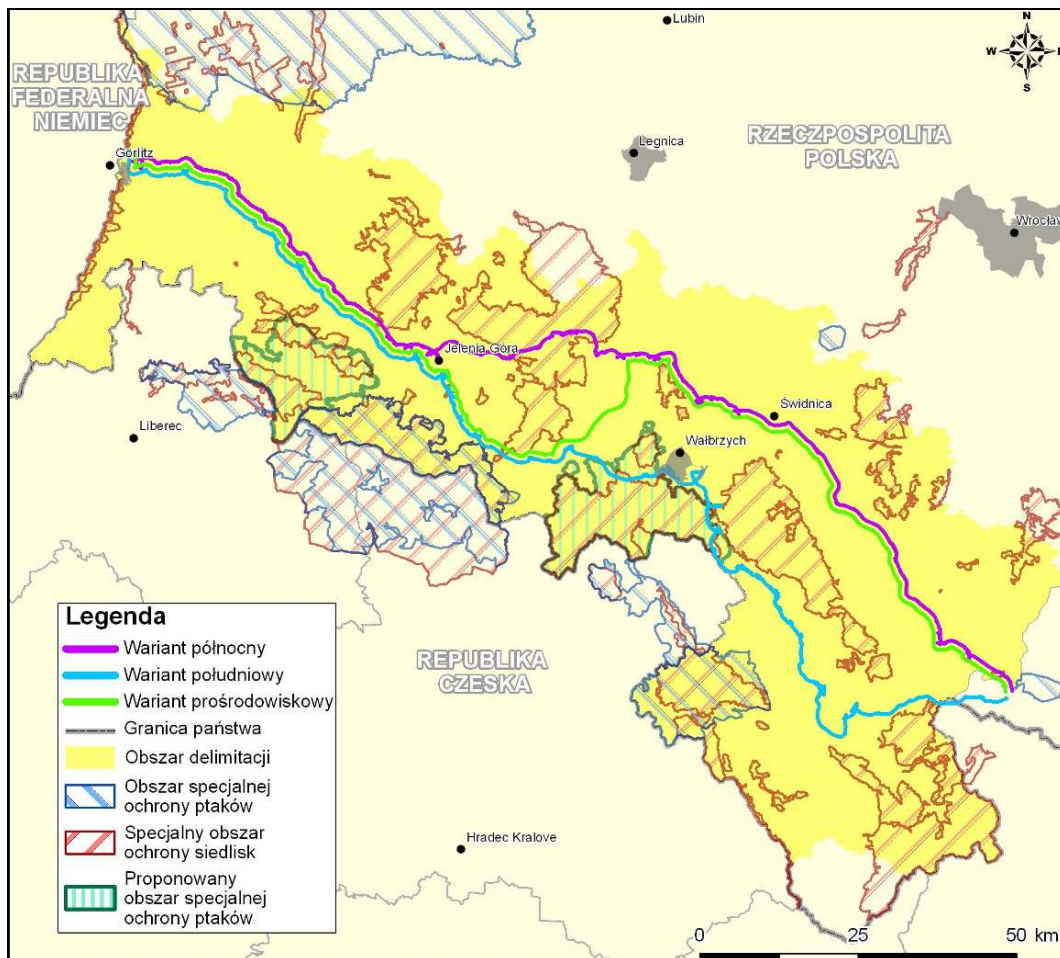 Lubin
N
W
S
REPUBLIKA
FEDERALNA
NIEMIEC
Görlitz
Legnica
RZECZPOSPOLITA
POLSKA
Wrocław
Jelenia Góra
Świdnica
Liberec
Wałbrzych
REPUBLIKA
CZESKA
Hradec Kralove
Legenda
Wariant północny
Wariant południowy
Wariant prośrodowiskowy
Granica państwa
Obszar delimitacji
Obszar specjalnej
ochrony ptaków
Specjalny obszar
ochrony siedlisk
Proponowany
obszar specjalnej
ochrony ptaków
0 25 50 km